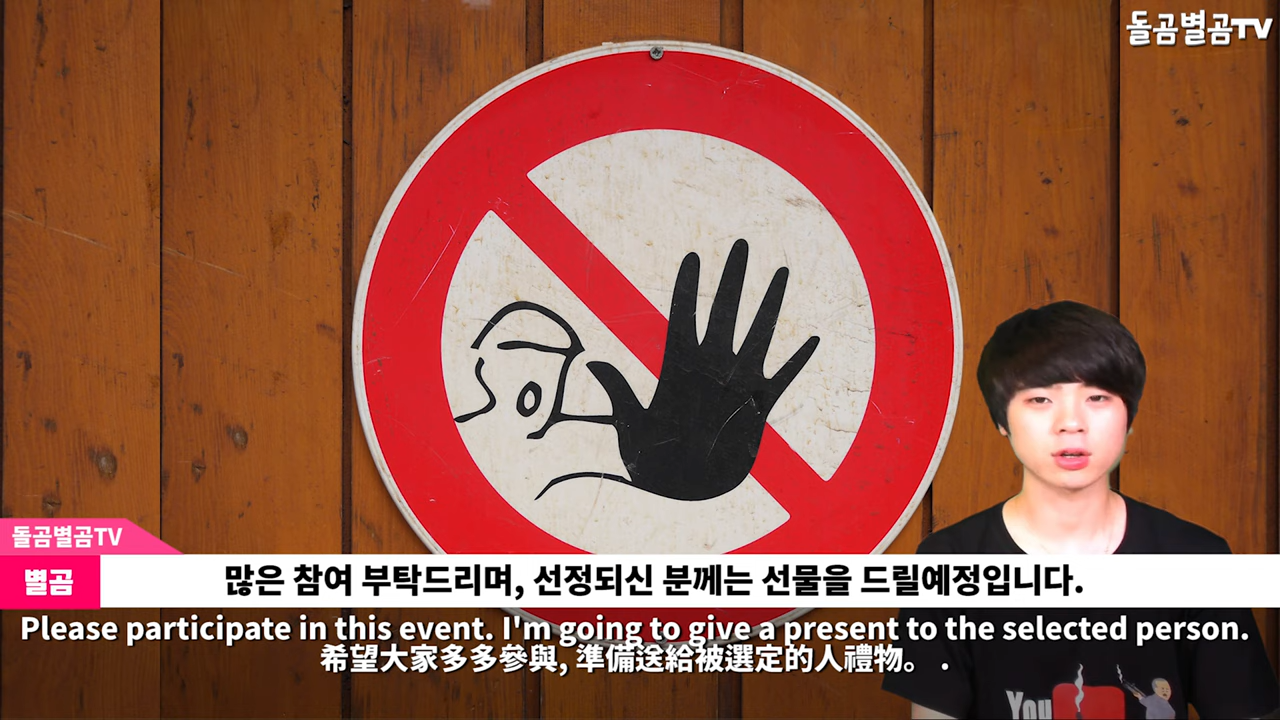 돌곰별곰TV
돌곰별곰TV
별곰
많은 참여 부탁드리며, 선정되신 분께는 선물을 드릴예정입니다.
Please participate in this event. I'm going to give a present to the selected person.
希望大家多多參與, 準備送給被選定的人禮物。 .
You